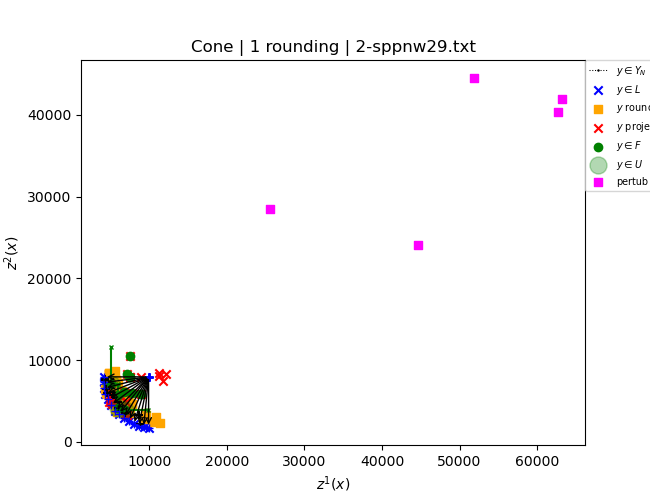 Cone | 1 rounding | 2-sppnw29.txt
z²(x)
40000
30000
20000
10000
0
10000
20000
30000
40000
50000
60000
z¹(x)
y ∈ Y_N
y ∈ L
y roun
y proje
y ∈ F
y ∈ U
pertub